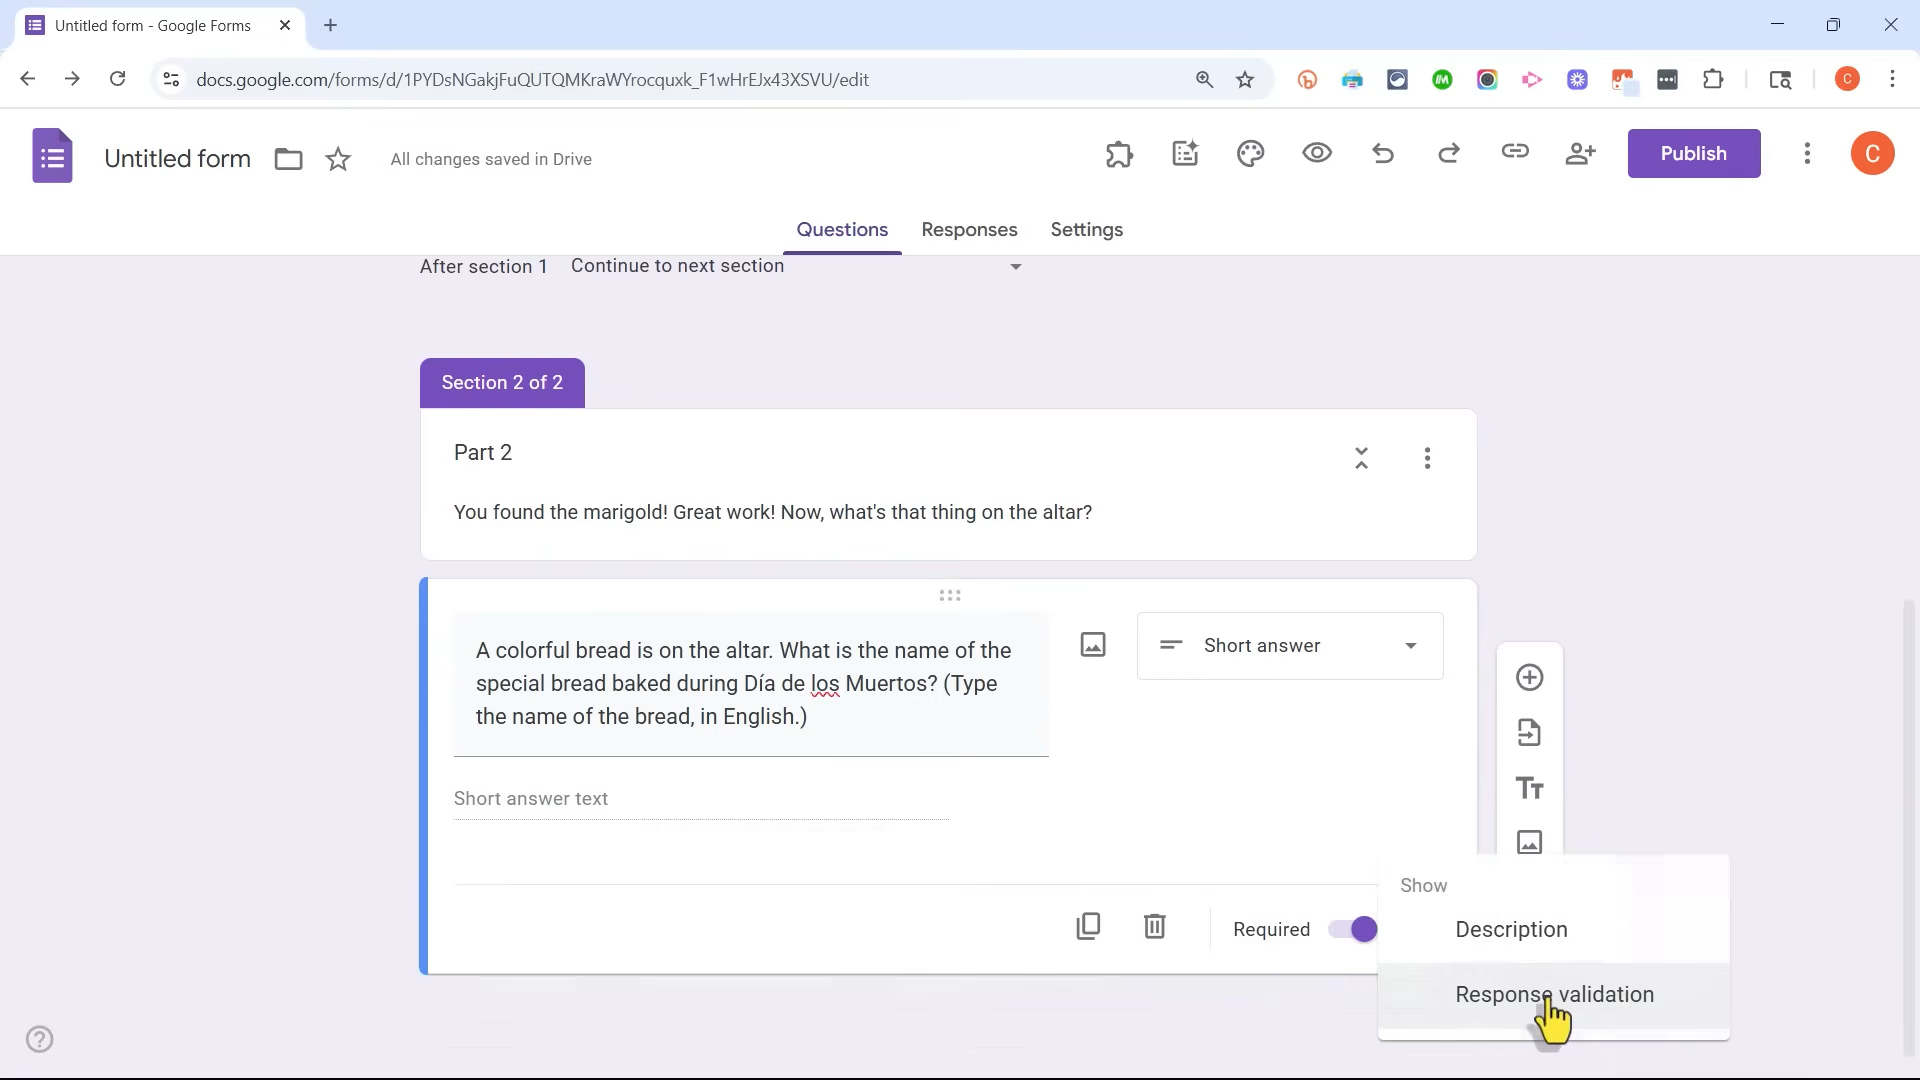 Untitled form - Google Forms
docs.google.com/forms/d/1PYDsNGakjFuQUTQMKraWYrocquxk_F1wHrEJx43XSVU/edit
C
Untitled form
All changes saved in Drive
Publish
C
Questions
Responses
Settings
After section 1
Continue to next section
Section 2 of 2
Part 2
You found the marigold! Great work! Now, what's that thing on the altar?
A colorful bread is on the altar. What is the name of the
special bread baked during Día de los Muertos? (Type
the name of the bread, in English.)
Short answer
Short answer text
Required
Show
Description
Response validation